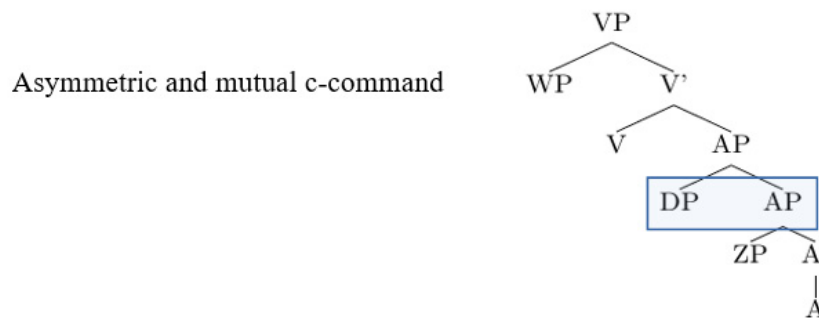 VP
Asymmetric and mutual c-command WP V’
V AP
DP AP
ZP A
A